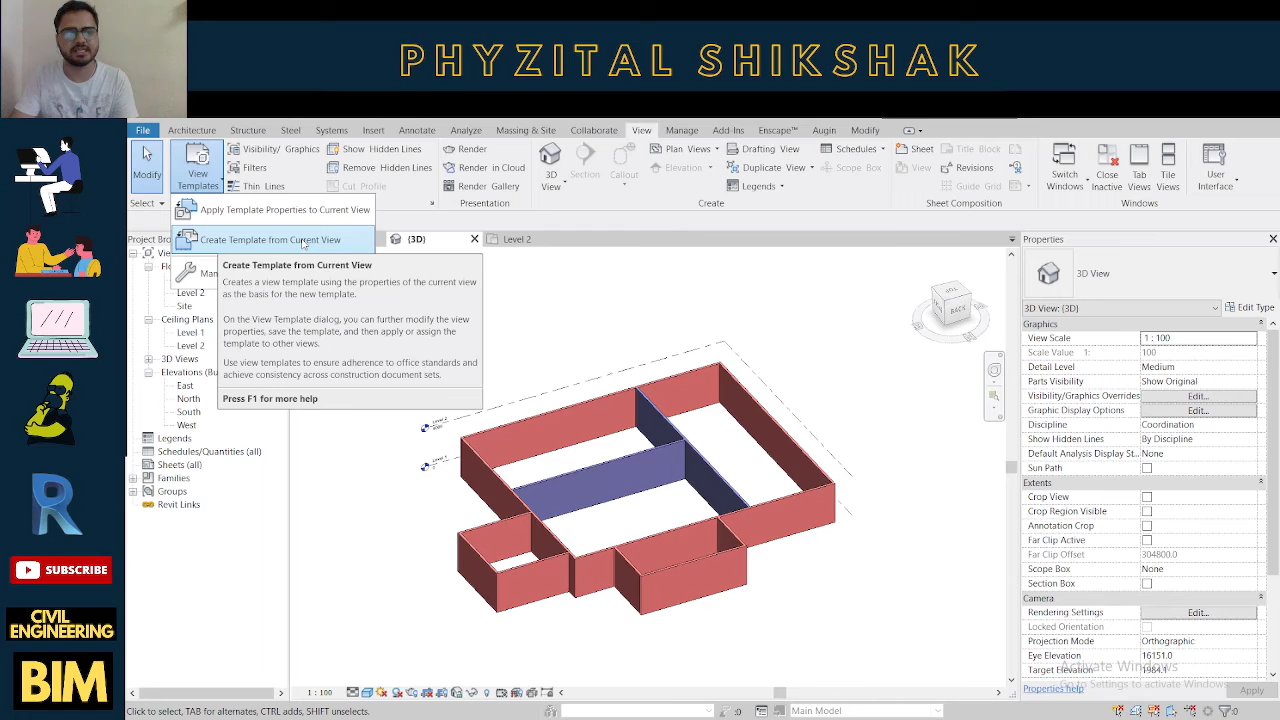 PHYZITAL SHIKSHAK
File Architecture Structure Steel Systems Insert Annotate Analyze Massing & Site Collaborate View Manage Add-Ins Enscape™ Augin Modify
Modify
View Templates
Visibility/ Graphics
Filters
Thin Lines
Show Hidden Lines
Remove Hidden Lines
Cut Profile
Render
Render in Cloud
Render Gallery
3D View
Section
Callout
Plan Views
Elevation
Drafting View
Duplicate View
Legends
Schedules
Sheet
Title Block
Revisions
Guide Grid
Switch Windows
Close Inactive
Tab Views
Tile Views
User Interface
Select Presentation Create Sheet Composition Windows
Apply Template Properties to Current View
Create Template from Current View
Create Template from Current View
Creates a view template using the properties of the current view
as the basis for the new template.
On the View Template dialog, you can further modify the view
properties, save the template, and then apply or assign the
template to other views.
Use view templates to ensure adherence to office standards and
achieve consistency across construction document sets.
Press F1 for more help
{3D} Level 2
Level 2
Site
Ceiling Plans
Level 1
Level 2
3D Views
East
North
South
West
Legends
Schedules/Quantities (all)
Sheets (all)
Families
Groups
Revit Links
BACK
TOP
Properties
3D View
3D View: {3D} Edit Type
Graphics
View Scale 1 : 100
Scale Value 1: 100
Detail Level Medium
Parts Visibility Show Original
Visibility/Graphics Overrides Edit...
Graphic Display Options Edit...
Discipline Coordination
Show Hidden Lines By Discipline
Default Analysis Display St... None
Sun Path
Extents
Crop View
Crop Region Visible
Annotation Crop
Far Clip Active
Far Clip Offset 304800.0
Scope Box None
Section Box
Camera
Rendering Settings Edit...
Locked Orientation
Projection Mode Orthographic
Eye Elevation 16151.0
Target Elevation 1984.1
Activate Windows
Go to Settings to activate Windows.
Properties help Apply
SUBSCRIBE
CIVIL
ENGINEERING
BIM
1 : 100
Click to select, TAB for alternates, CTRL adds, SHIFT unselects.
:0
Main Model
:0